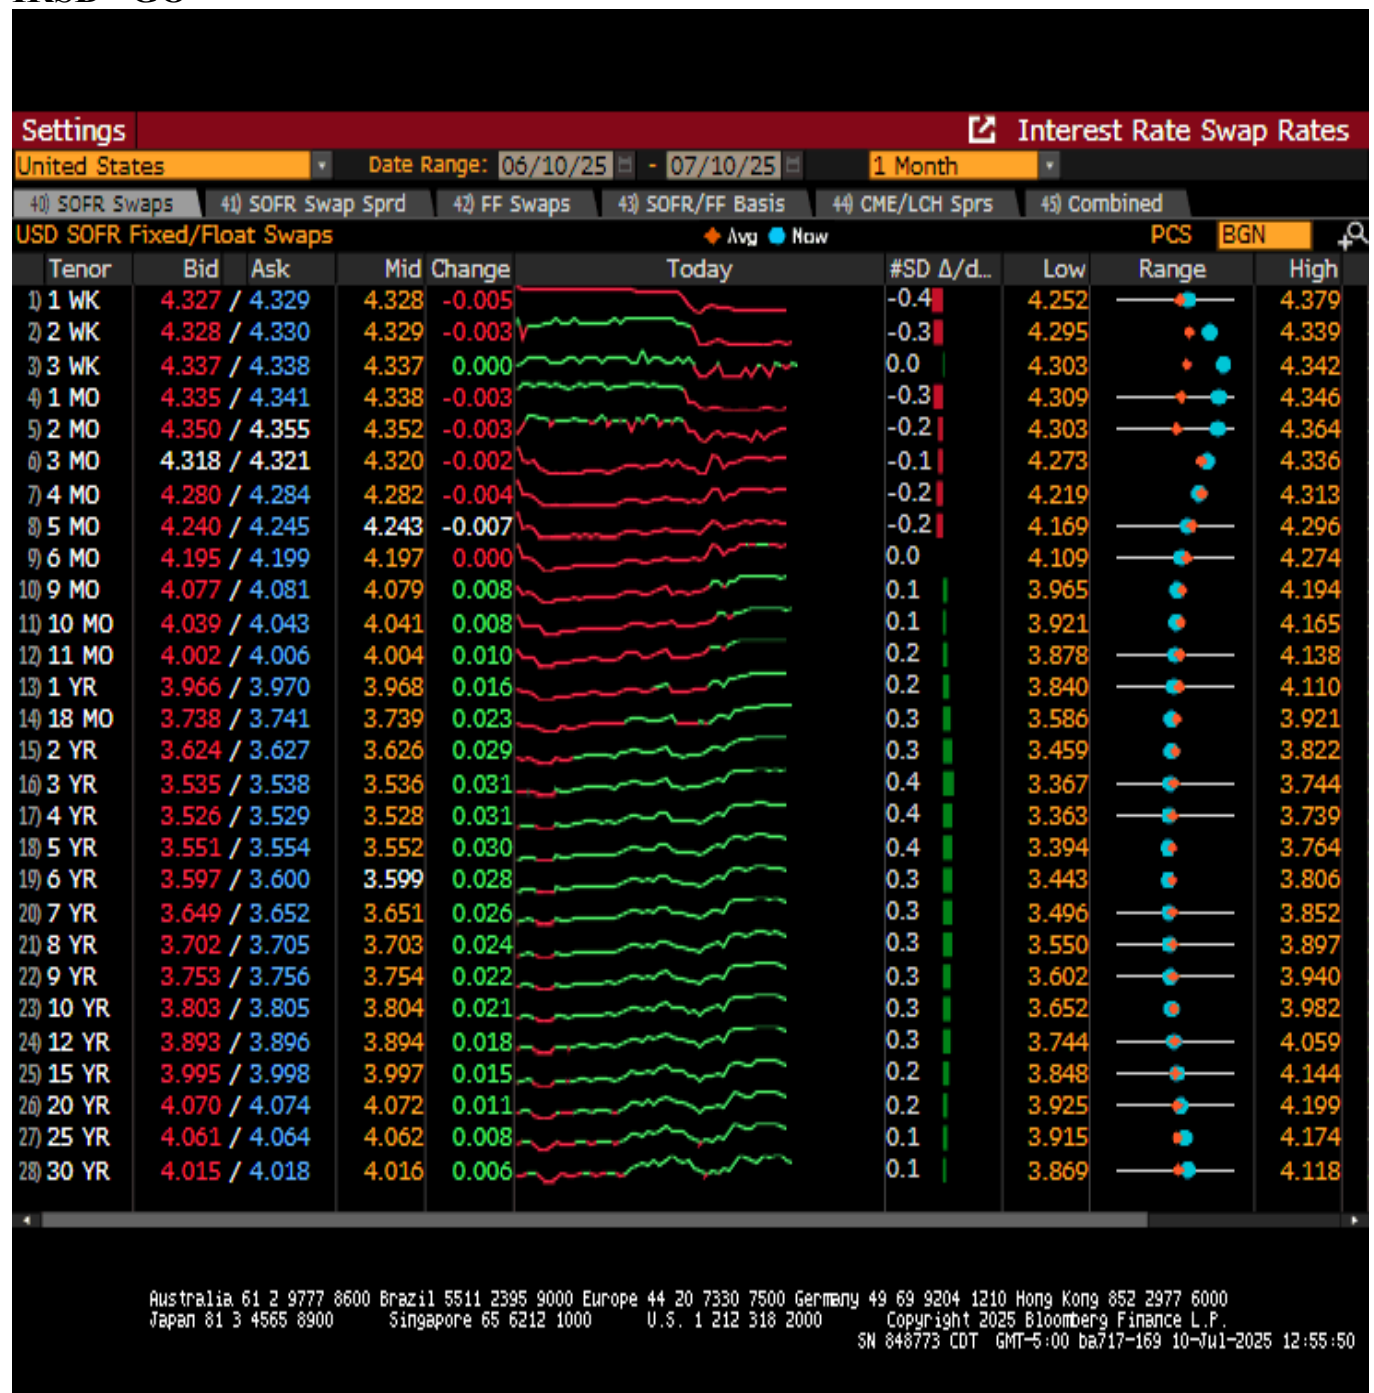 Settings Interest Rate Swap Rates
United States Date Range: 06/10/25 - 07/10/25 1 Month
40) SOFR Swaps 41) SOFR Swap Sprd 42) FF Swaps 43) SOFR/FF Basis 44) CME/LCH Sprs 45) Combined
USD SOFR Fixed/Float Swaps Avg Now PCS BGN
Tenor Bid Ask Mid Change Today #SD Δ/d... Low Range High
1) 1 WK 4.327 / 4.329 4.328 -0.005 -0.4 4.252 4.379
2) 2 WK 4.328 / 4.330 4.329 -0.003 -0.3 4.295 4.339
3) 3 WK 4.337 / 4.338 4.337 0.000 0.0 4.303 4.342
4) 1 MO 4.335 / 4.341 4.338 -0.003 -0.3 4.309 4.346
5) 2 MO 4.350 / 4.355 4.352 -0.003 -0.2 4.303 4.364
6) 3 MO 4.318 / 4.321 4.320 -0.002 -0.1 4.273 4.336
7) 4 MO 4.280 / 4.284 4.282 -0.004 -0.2 4.219 4.313
8) 5 MO 4.240 / 4.245 4.243 -0.007 -0.2 4.169 4.296
9) 6 MO 4.195 / 4.199 4.197 0.000 0.0 4.109 4.274
10) 9 MO 4.077 / 4.081 4.079 0.008 0.1 3.965 4.194
11) 10 MO 4.039 / 4.043 4.041 0.008 0.1 3.921 4.165
12) 11 MO 4.002 / 4.006 4.004 0.010 0.2 3.878 4.138
13) 1 YR 3.966 / 3.970 3.968 0.016 0.2 3.840 4.110
14) 18 MO 3.738 / 3.741 3.739 0.023 0.3 3.586 3.921
15) 2 YR 3.624 / 3.627 3.626 0.029 0.3 3.459 3.822
16) 3 YR 3.535 / 3.538 3.536 0.031 0.4 3.367 3.744
17) 4 YR 3.526 / 3.529 3.528 0.031 0.4 3.363 3.739
18) 5 YR 3.551 / 3.554 3.552 0.030 0.4 3.394 3.764
19) 6 YR 3.597 / 3.600 3.599 0.028 0.3 3.443 3.806
20) 7 YR 3.649 / 3.652 3.651 0.026 0.3 3.496 3.852
21) 8 YR 3.702 / 3.705 3.703 0.024 0.3 3.550 3.897
22) 9 YR 3.753 / 3.756 3.754 0.022 0.3 3.602 3.940
23) 10 YR 3.803 / 3.805 3.804 0.021 0.3 3.652 3.982
24) 12 YR 3.893 / 3.896 3.894 0.018 0.3 3.744 4.059
25) 15 YR 3.995 / 3.998 3.997 0.015 0.2 3.848 4.144
26) 20 YR 4.070 / 4.074 4.072 0.011 0.2 3.925 4.199
27) 25 YR 4.061 / 4.064 4.062 0.008 0.1 3.915 4.174
28) 30 YR 4.015 / 4.018 4.016 0.006 0.1 3.869 4.118
Australia 61 2 9777 8600 Brazil 5511 2395 9000 Europe 44 20 7330 7500 Germany 49 69 9204 1210 Hong Kong 852 2977 6000
Japan 81 3 4565 8900 Singapore 65 6212 1000 U.S. 1 212 318 2000 Copyright 2025 Bloomberg Finance L.P.
SN 848773 CDT GMT-5:00 ba717-169 10-Jul-2025 12:55:50